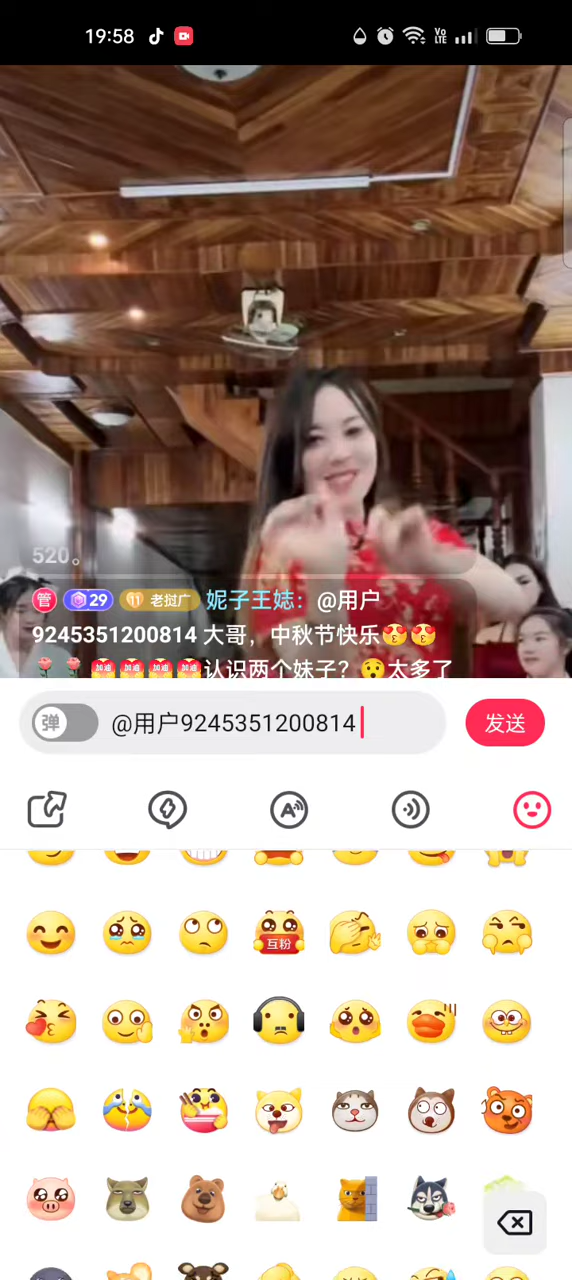 19:58
Vo
LTE
520。
管 29 老挝广 妮子王娡：@用户
9245351200814 大哥，中秋节快乐
加油 加油 加油 加油 认识两个妹子？太多了
弹 @用户9245351200814 发送
A
互粉